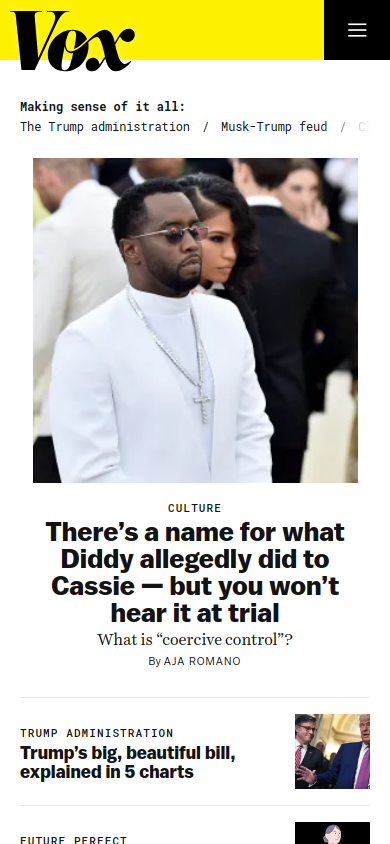 Vox
Making sense of it all:
The Trump administration / Musk-Trump feud / C
CULTURE
There’s a name for what
Diddy allegedly did to
Cassie — but you won’t
hear it at trial
What is “coercive control”?
By AJA ROMANO
TRUMP ADMINISTRATION
Trump’s big, beautiful bill,
explained in 5 charts
FUTURE PERFECT